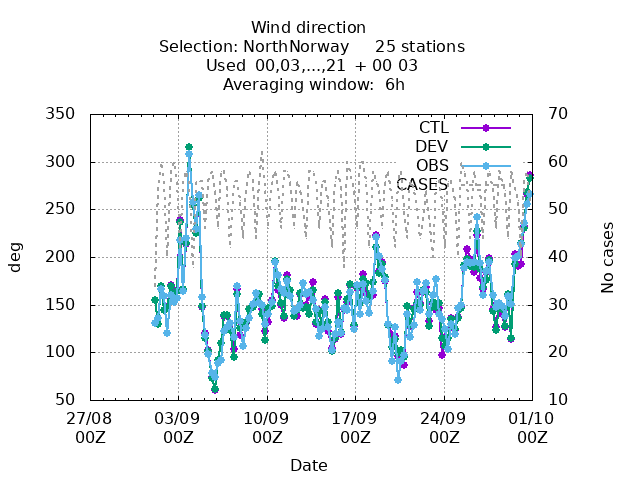 Wind direction
Selection: NorthNorway 25 stations
Used 00,03,...,21 + 00 03
Averaging window: 6h
350 70
CTL
DEV
300 60
OBS
CASES
250 50
200 40
150 30
100 20
50 10
deg
No cases
27/08 03/09 10/09 17/09 24/09 01/10
00Z 00Z 00Z 00Z 00Z 00Z
Date